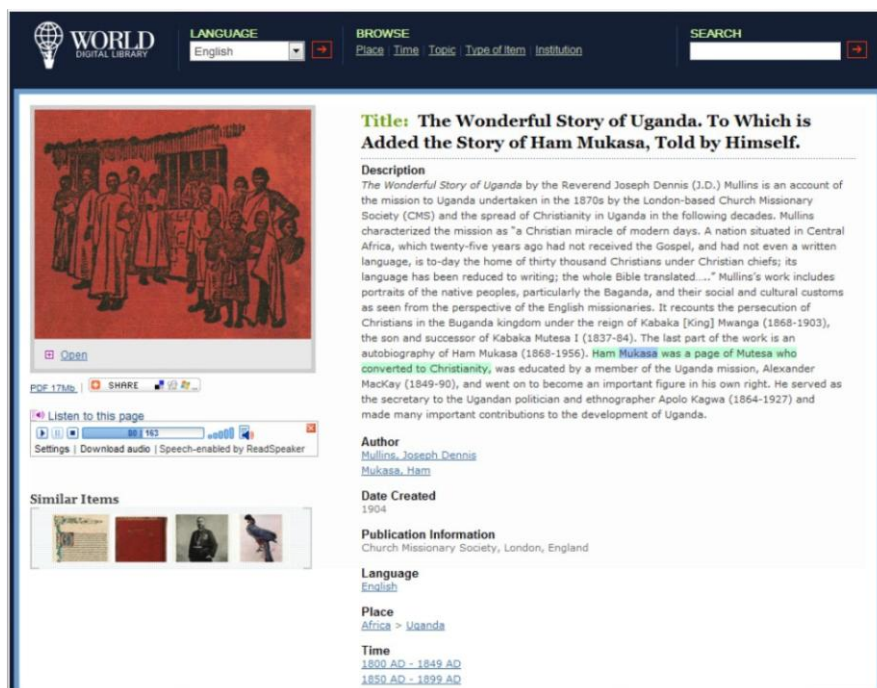 WORLD
DIGITAL LIBRARY
LANGUAGE
English
BROWSE
Place | Time | Topic | Type of Item | Institution
SEARCH
Title: The Wonderful Story of Uganda. To Which is
Added the Story of Ham Mukasa, Told by Himself.
Description
The Wonderful Story of Uganda by the Reverend Joseph Dennis (J.D.) Mullins is an account of
the mission to Uganda undertaken in the 1870s by the London-based Church Missionary
Society (CMS) and the spread of Christianity in Uganda in the following decades. Mullins
characterized the mission as "a Christian miracle of modern days. A nation situated in Central
Africa, which twenty-five years ago had not received the Gospel, and had not even a written
language, is to-day the home of thirty thousand Christians under Christian chiefs; its
language has been reduced to writing; the whole Bible translated....." Mullins's work includes
portraits of the native peoples, particularly the Baganda, and their social and cultural customs
as seen from the perspective of the English missionaries. It recounts the persecution of
Christians in the Buganda kingdom under the reign of Kabaka [King] Mwanga (1868-1903),
the son and successor of Kabaka Mutesa I (1837-84). The last part of the work is an
autobiography of Ham Mukasa (1868-1956). Ham Mukasa was a page of Mutesa who
converted to Christianity, was educated by a member of the Uganda mission, Alexander
MacKay (1849-90), and went on to become an important figure in his own right. He served as
the secretary to the Ugandan politician and ethnographer Apolo Kagwa (1864-1927) and
made many important contributions to the development of Uganda.
Open
PDF 17Mb | SHARE
Listen to this page
80 | 163
Settings | Download audio | Speech-enabled by ReadSpeaker
Similar Items
Author
Mullins, Joseph Dennis
Mukasa, Ham
Date Created
1904
Publication Information
Church Missionary Society, London, England
Language
English
Place
Africa > Uganda
Time
1800 AD - 1849 AD
1850 AD - 1899 AD